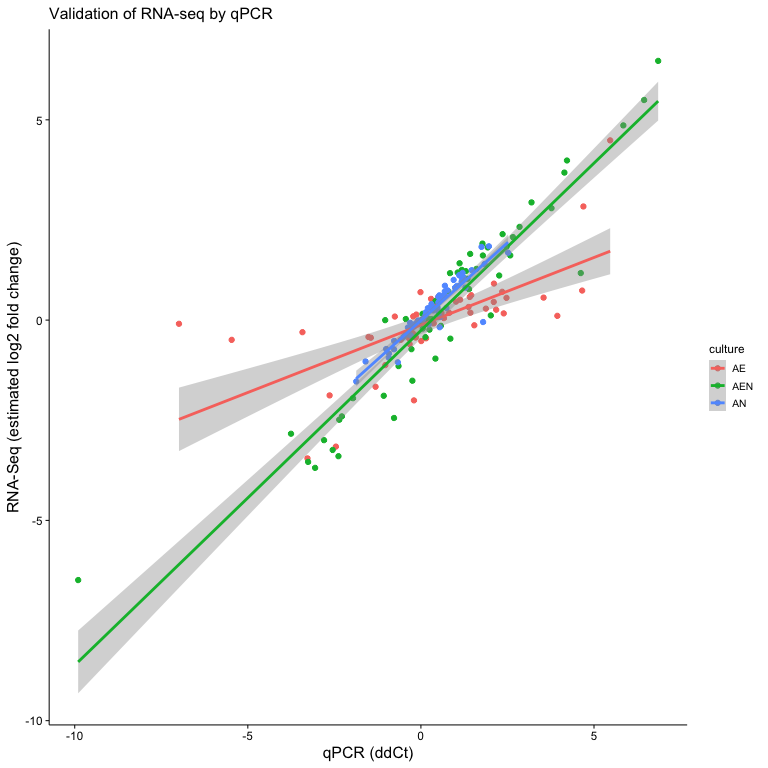 Validation of RNA-seq by qPCR
RNA-Seq (estimated log2 fold change)
5
0
-5
-10
-10
-5
0
5
qPCR (ddCt)
culture
AE
AEN
AN